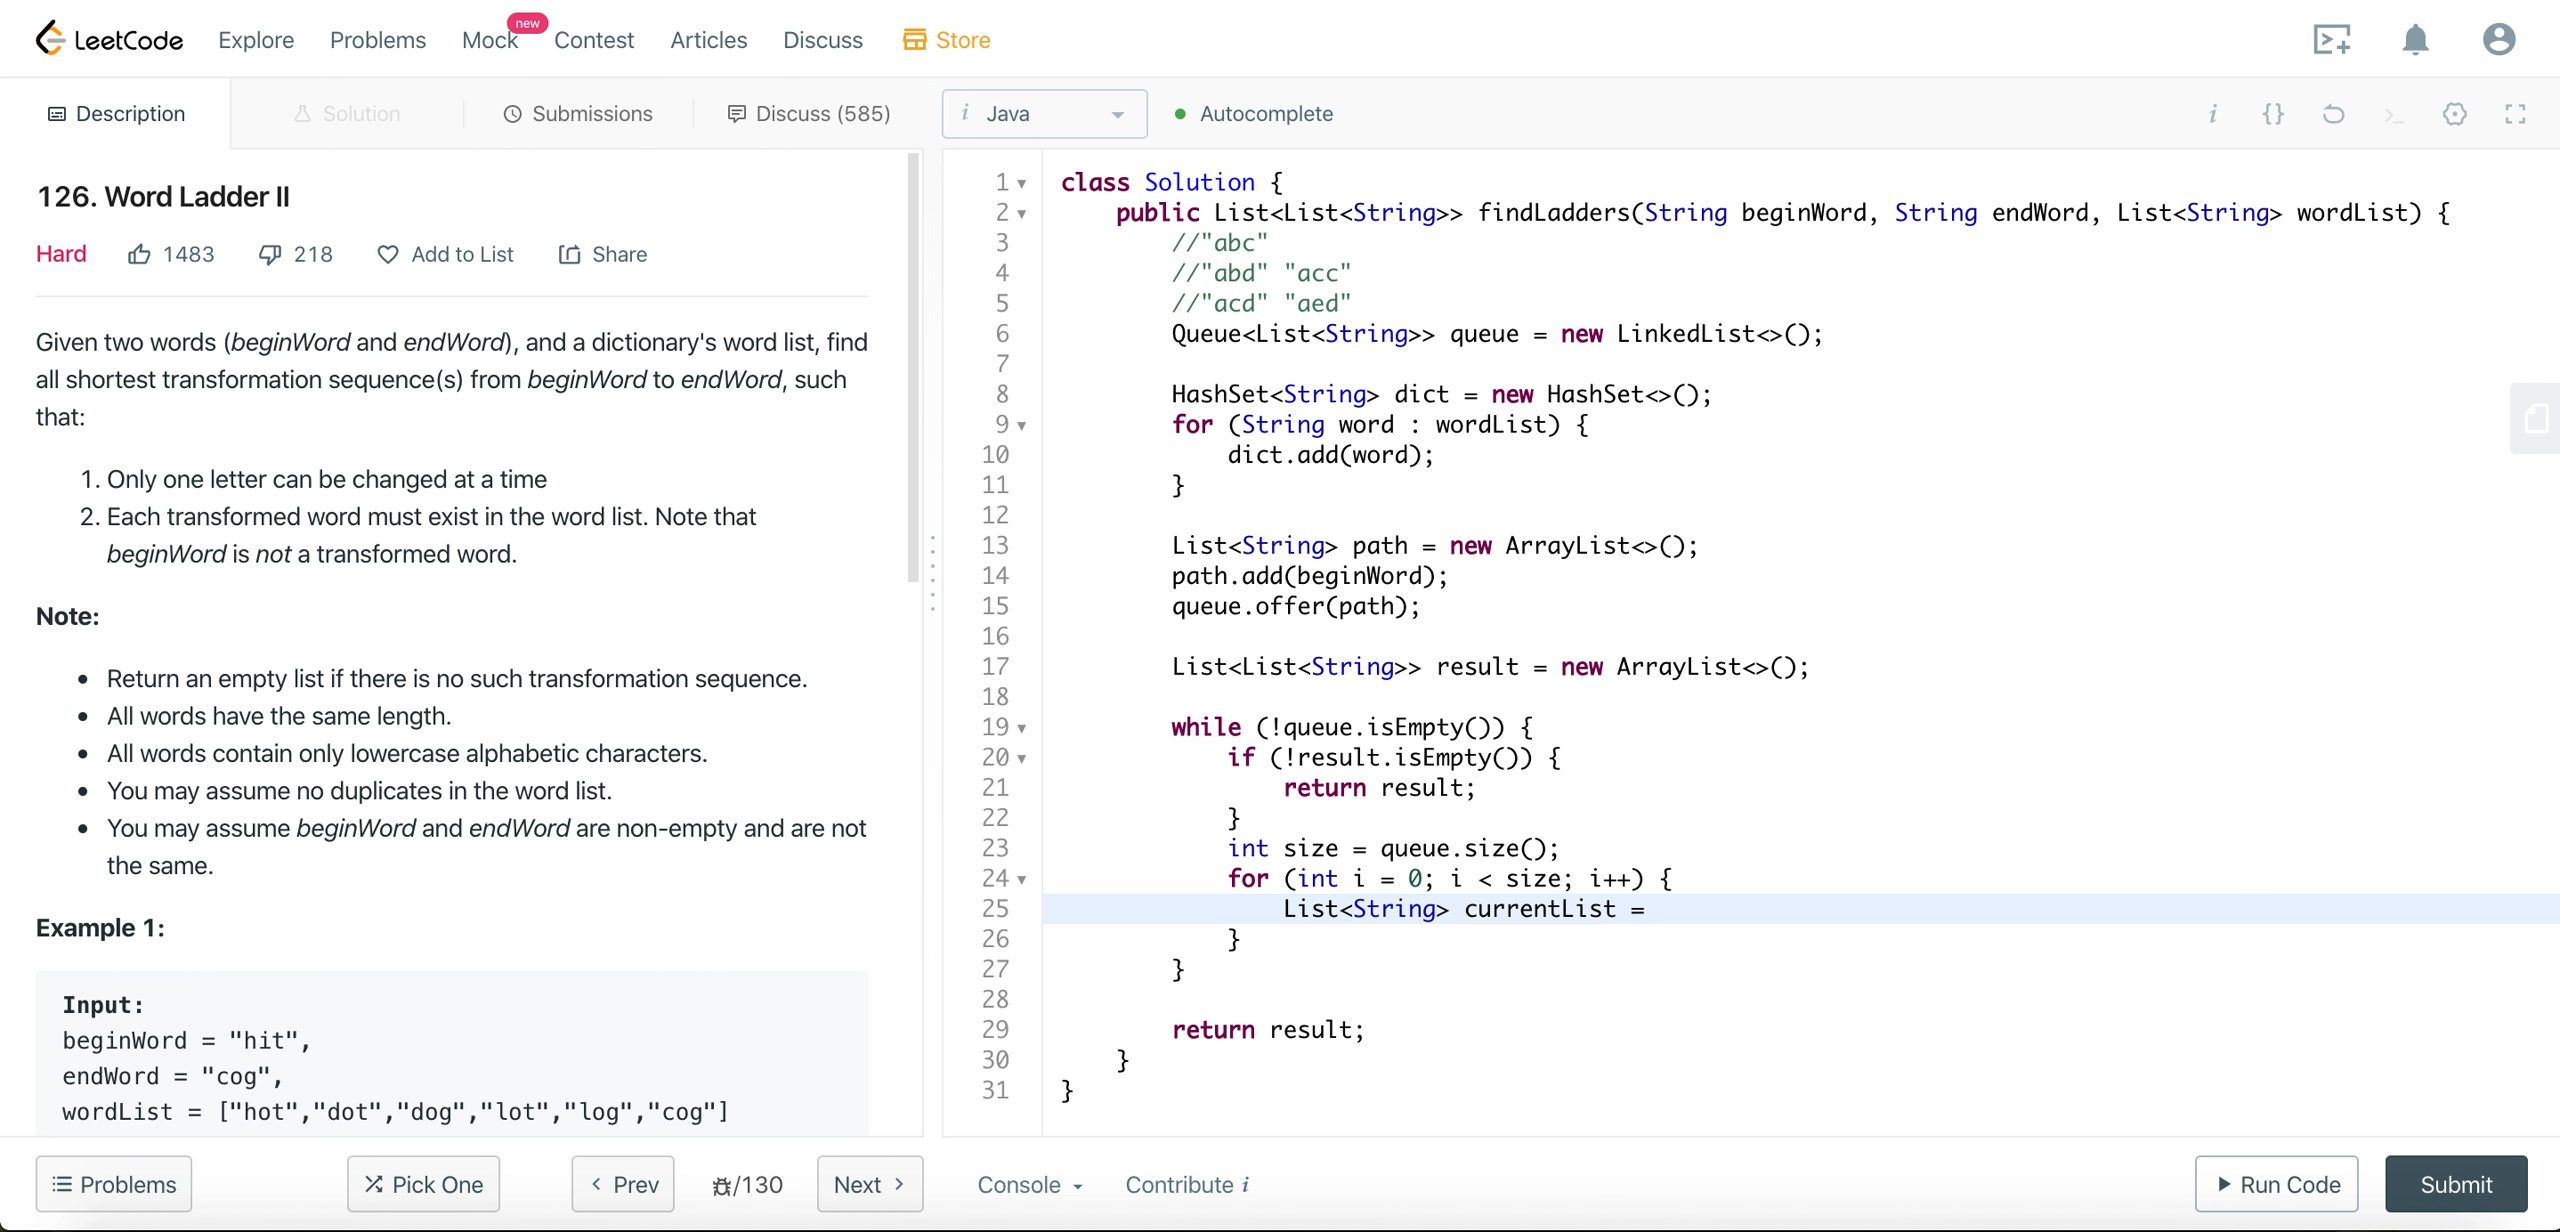 LeetCode Explore Problems Mock new Contest Articles Discuss Store
Description Solution Submissions Discuss (585)
i Java Autocomplete i {} >_
126. Word Ladder II
Hard 1483 218 Add to List Share
Given two words (beginWord and endWord), and a dictionary's word list, find
all shortest transformation sequence(s) from beginWord to endWord, such
that:
1. Only one letter can be changed at a time
2. Each transformed word must exist in the word list. Note that
beginWord is not a transformed word.
Note:
• Return an empty list if there is no such transformation sequence.
• All words have the same length.
• All words contain only lowercase alphabetic characters.
• You may assume no duplicates in the word list.
• You may assume beginWord and endWord are non-empty and are not
the same.
Example 1:
Input:
beginWord = "hit",
endWord = "cog",
wordList = ["hot","dot","dog","lot","log","cog"]
1 class Solution {
2 public List<List<String>> findLadders(String beginWord, String endWord, List<String> wordList) {
3 //"abc"
4 //"abd" "acc"
5 //"acd" "aed"
6 Queue<List<String>> queue = new LinkedList<>();
7
8 HashSet<String> dict = new HashSet<>();
9 for (String word : wordList) {
10 dict.add(word);
11 }
12
13 List<String> path = new ArrayList<>();
14 path.add(beginWord);
15 queue.offer(path);
16
17 List<List<String>> result = new ArrayList<>();
18
19 while (!queue.isEmpty()) {
20 if (!result.isEmpty()) {
21 return result;
22 }
23 int size = queue.size();
24 for (int i = 0; i < size; i++) {
25 List<String> currentList =
26 }
27 }
28
29 return result;
30 }
31 }
Problems Pick One < Prev /130 Next > Console Contribute i Run Code Submit